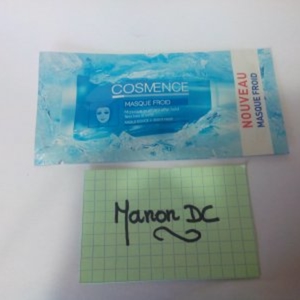 COSMENCE
MASQUE FROID
NOUVEAU
MASQUE FROID
Manon DC